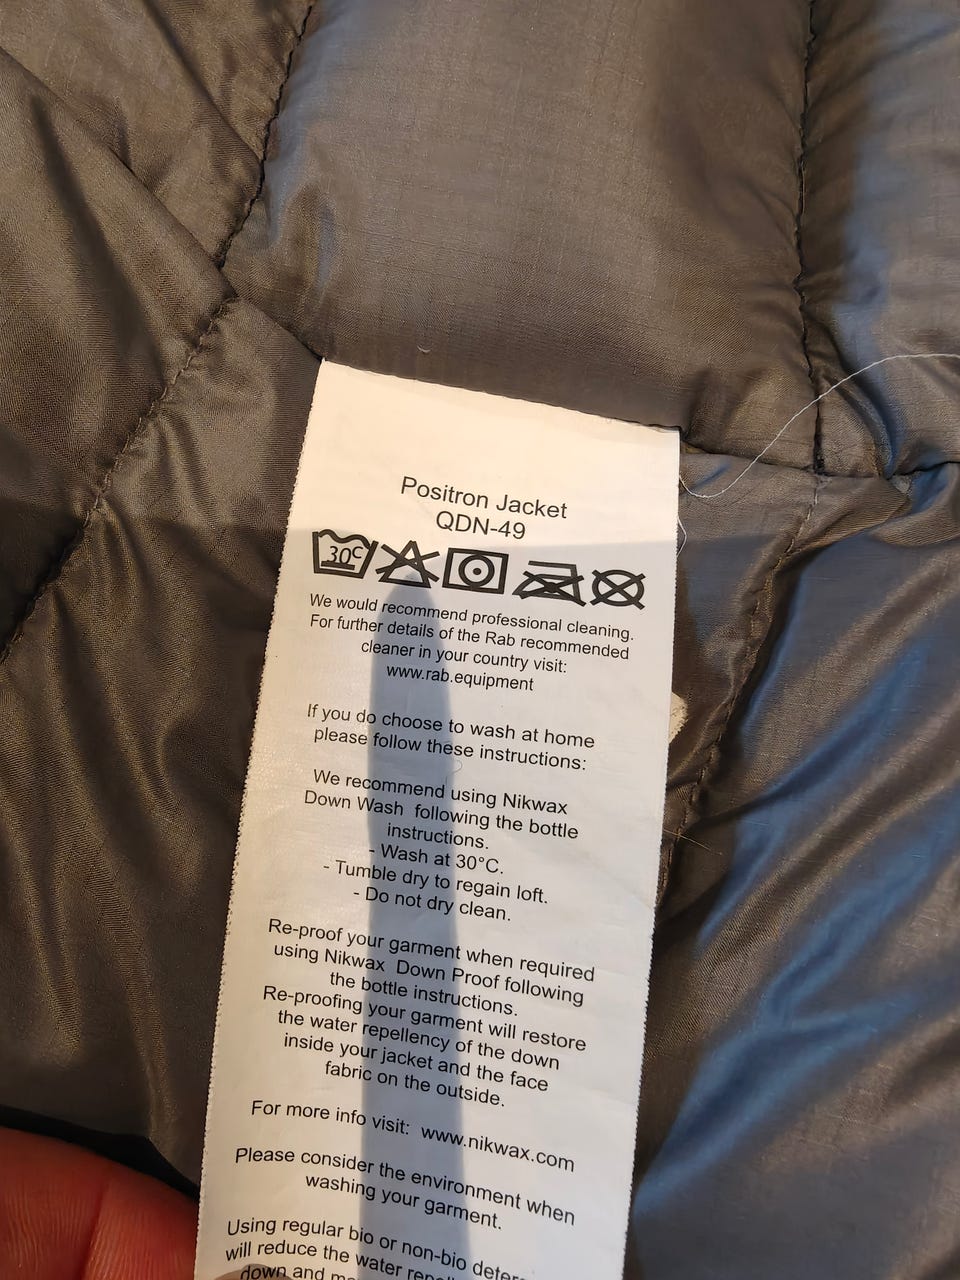 Positron Jacket
QDN-49
30c
We would recommend professional cleaning.
For further details of the Rab recommended
cleaner in your country visit:
www.rab.equipment
If you do choose to wash at home
please follow these instructions:
We recommend using Nikwax
Down Wash following the bottle
instructions.
- Wash at 30°C.
- Tumble dry to regain loft.
- Do not dry clean.
Re-proof your garment when required
using Nikwax Down Proof following
the bottle instructions.
Re-proofing your garment will restore
the water repellency of the down
inside your jacket and the face
fabric on the outside.
For more info visit: www.nikwax.com
Please consider the environment when
washing your garment.
Using regular bio or non-bio
will reduce the water
down and